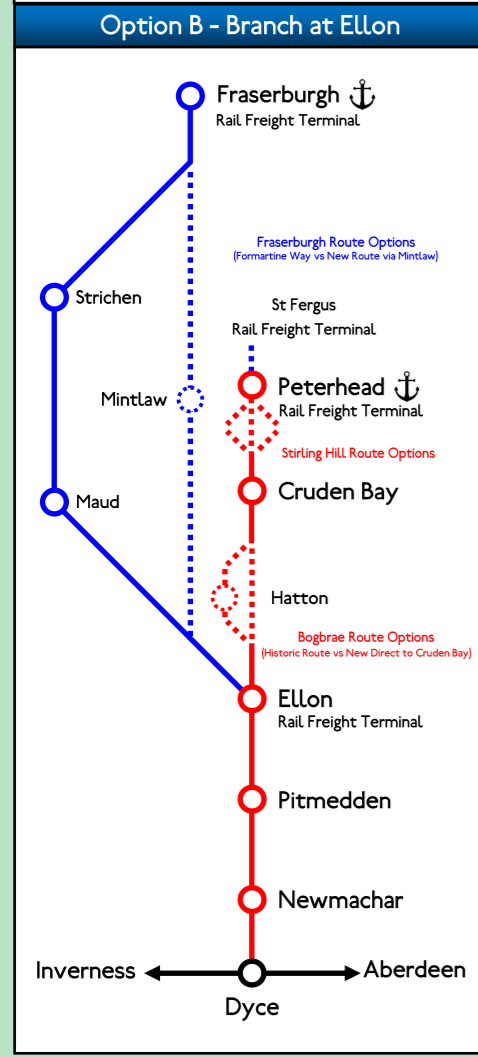 Option B - Branch at Ellon
Fraserburgh
Rail Freight Terminal
Fraserburgh Route Options
(Formartine Way vs New Route via Mintlaw)
Strichen
St Fergus
Rail Freight Terminal
Mintlaw
Peterhead
Rail Freight Terminal
Stirling Hill Route Options
Cruden Bay
Maud
Hatton
Bogbrae Route Options
(Historic Route vs New Direct to Cruden Bay)
Ellon
Rail Freight Terminal
Pitmedden
Newmachar
Inverness
Aberdeen
Dyce